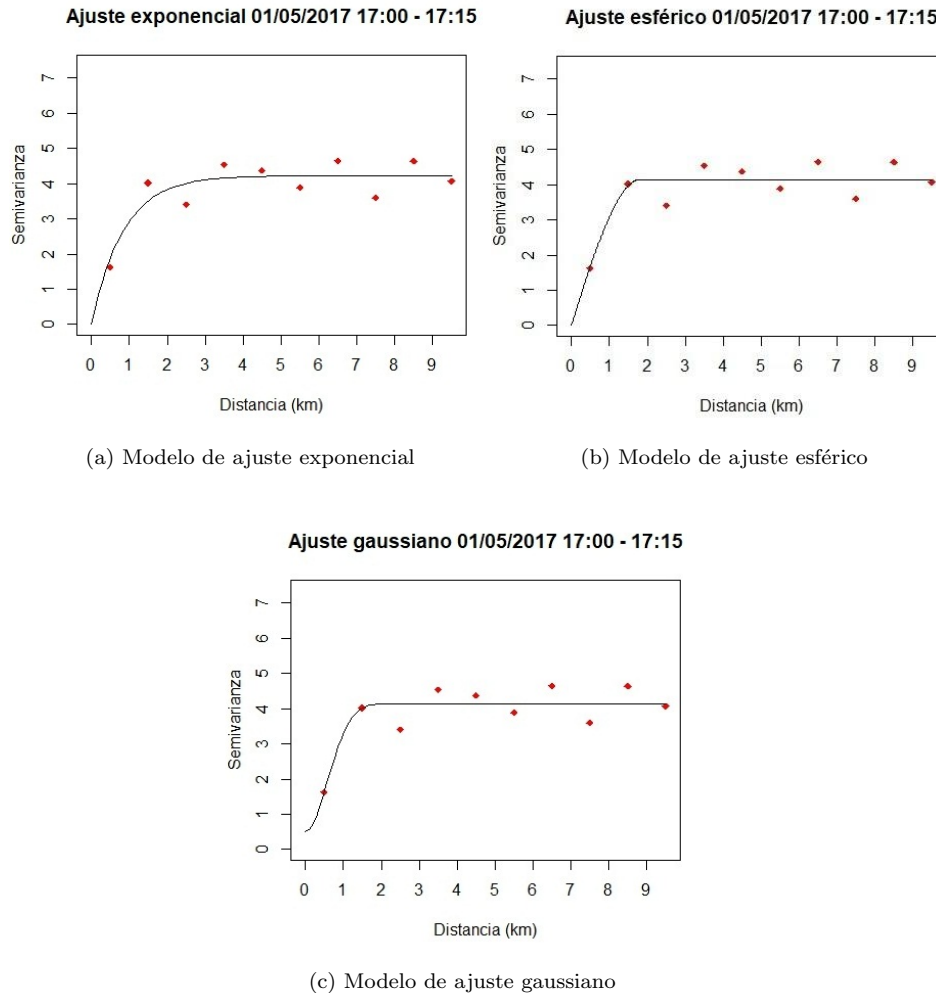 Ajuste exponencial 01/05/2017 17:00 - 17:15
Semivarianza
7
6
5
4
3
2
1
0
0 1 2 3 4 5 6 7 8 9
Distancia (km)
(a) Modelo de ajuste exponencial
Ajuste esférico 01/05/2017 17:00 - 17:15
Semivarianza
7
6
5
4
3
2
1
0
0 1 2 3 4 5 6 7 8 9
Distancia (km)
(b) Modelo de ajuste esférico
Ajuste gaussiano 01/05/2017 17:00 - 17:15
Semivarianza
7
6
5
4
3
2
1
0
0 1 2 3 4 5 6 7 8 9
Distancia (km)
(c) Modelo de ajuste gaussiano